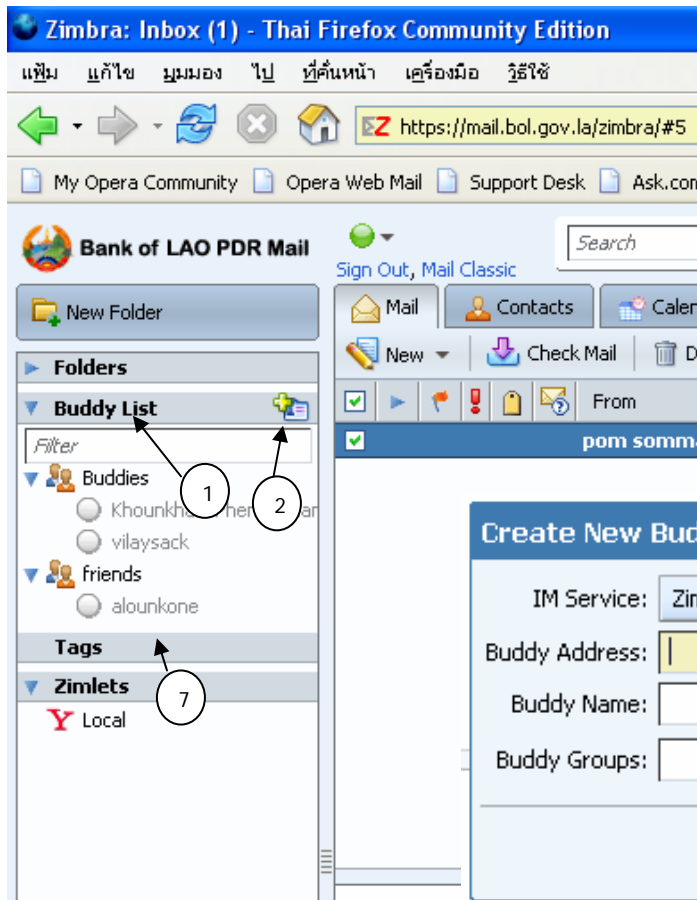 Zimbra: Inbox (1) - Thai Firefox Community Edition
แฟ้ม แก้ไข มุมมอง ไป ที่คั่นหน้า เครื่องมือ วิธีใช้
https://mail.bol.gov.la/zimbra/#5
My Opera Community Opera Web Mail Support Desk Ask.com
Bank of LAO PDR Mail
Search
Sign Out, Mail Classic
New Folder
Mail Contacts Calen
New Check Mail D
Folders
Buddy List
From
Filter
pom somma
Buddies
1
2
vilaysack
friends
alounkone
Tags
7
Zimlets
Y Local
Create New Bud
IM Service: Zim
Buddy Address:
Buddy Name:
Buddy Groups: